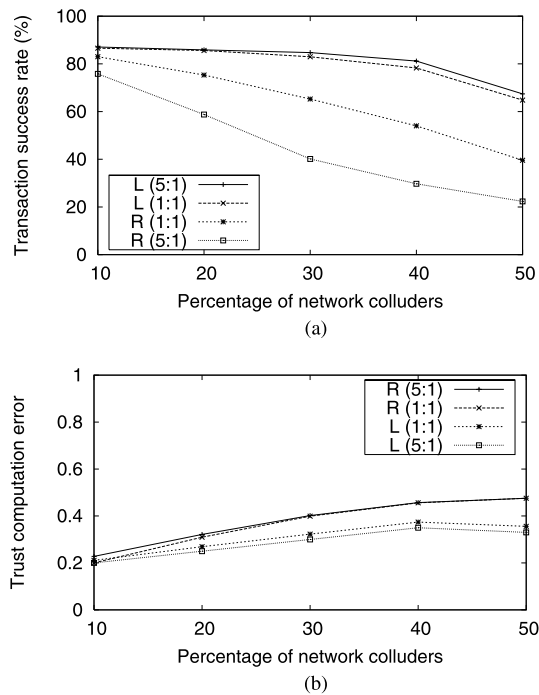 Transaction success rate (%)
100
80
60
40
20
0
L (5:1)
L (1:1)
R (1:1)
R (5:1)
10 20 30 40 50
Percentage of network colluders
(a)
Trust computation error
1
0.8
0.6
0.4
0.2
0
R (5:1)
R (1:1)
L (1:1)
L (5:1)
10 20 30 40 50
Percentage of network colluders
(b)